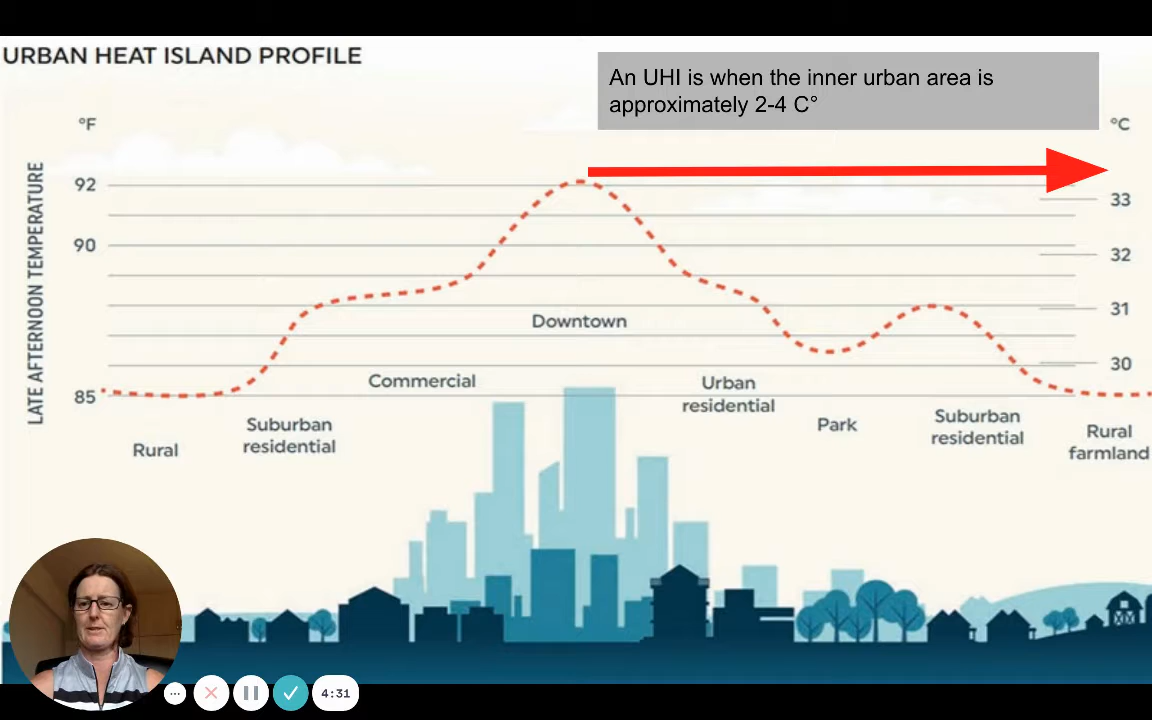 URBAN HEAT ISLAND PROFILE
An UHI is when the inner urban area is
approximately 2-4 C°
°F
°C
LATE AFTERNOON TEMPERATURE
92
90
85
33
32
31
30
Downtown
Commercial
Urban
residential
Suburban
residential
Rural
Park
Suburban
residential
Rural
farmland
4:31